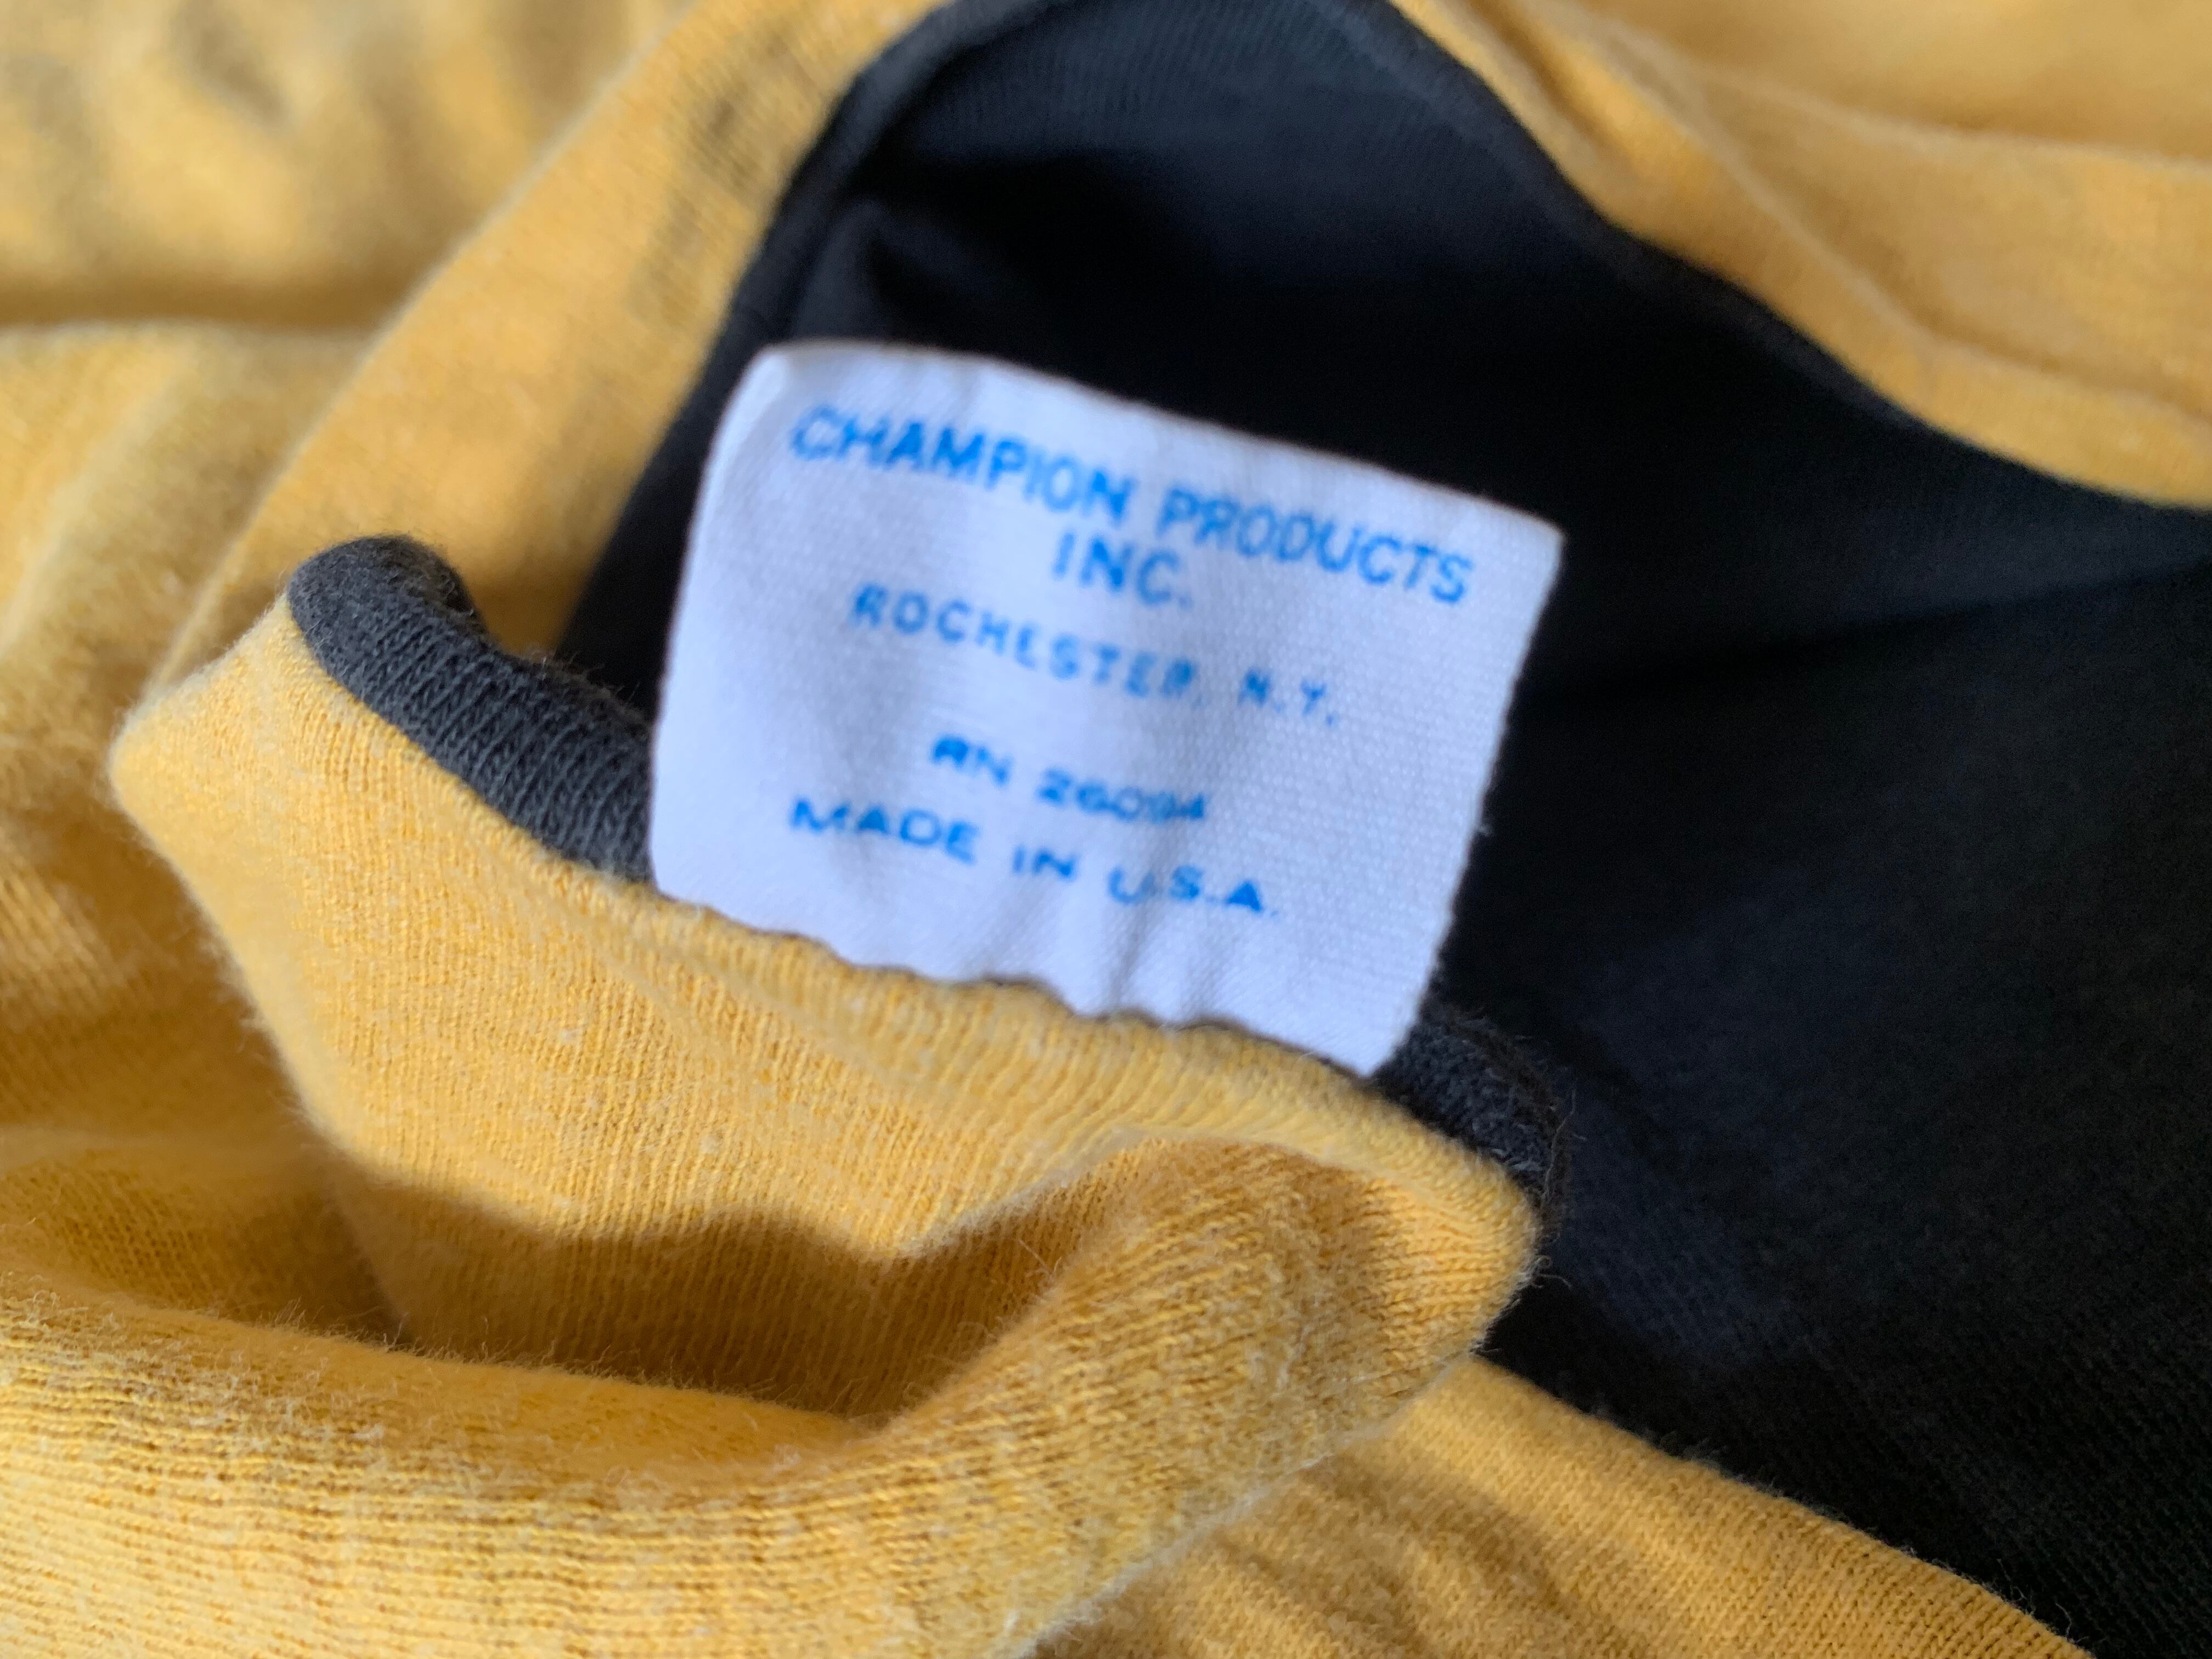 CHAMPION PRODUCTS
INC.
ROCHESTER, N.Y.
RN 26094
MADE IN U.S.A.